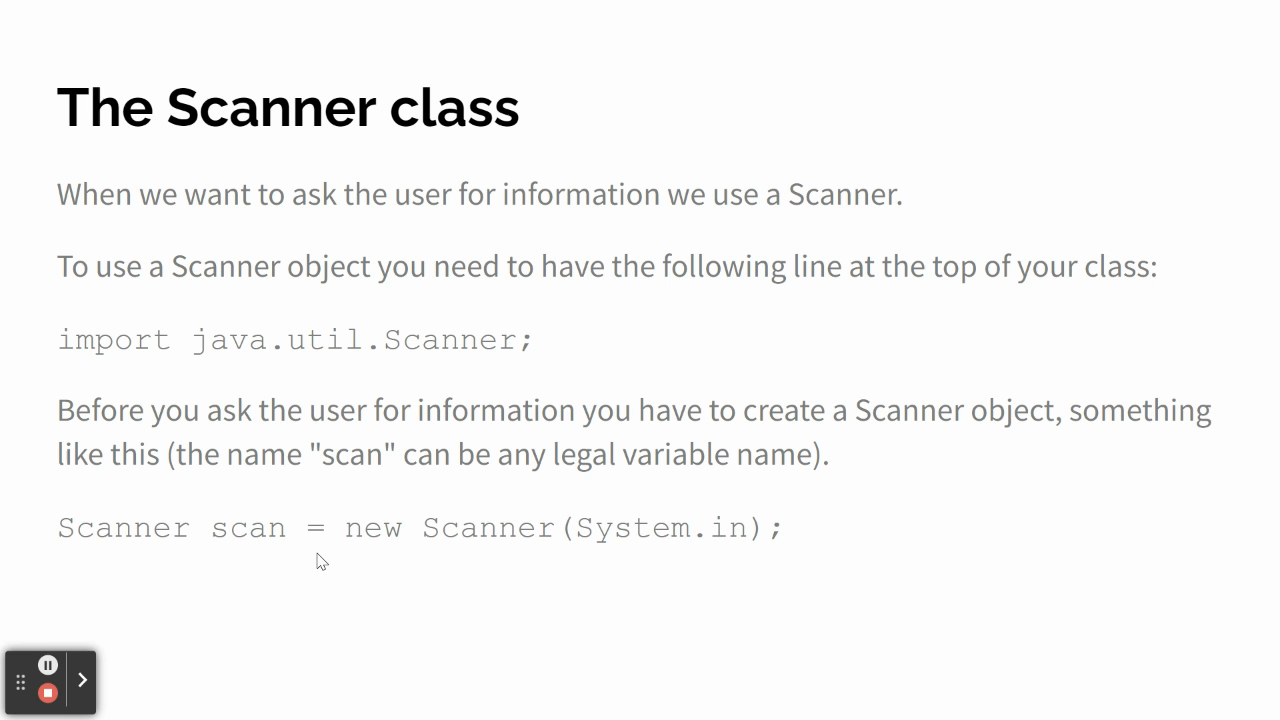 The Scanner class
When we want to ask the user for information we use a Scanner.
To use a Scanner object you need to have the following line at the top of your class:
import java.util.Scanner;
Before you ask the user for information you have to create a Scanner object, something
like this (the name "scan" can be any legal variable name).
Scanner scan = new Scanner(System.in);